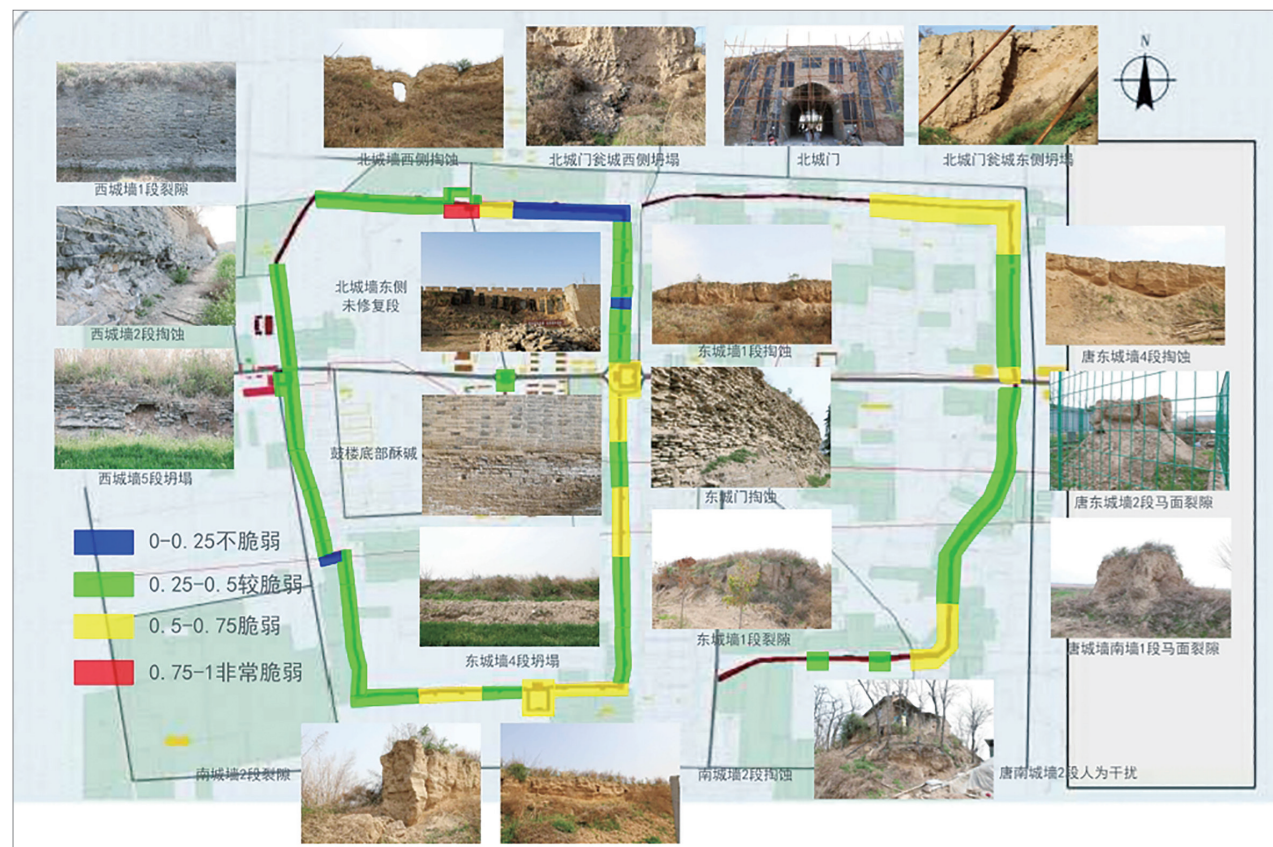 N
北城墙西侧掏蚀
北城门瓮城西侧坍塌
北城门
北城门瓮城东侧坍塌
西城墙1段裂隙
北城墙东侧
未修复段
西城墙2段掏蚀
东城墙1段掏蚀
唐东城墙4段掏蚀
鼓楼底部酥碱
西城墙5段坍塌
东城门掏蚀
唐东城墙2段马面裂隙
0-0.25不脆弱
0.25-0.5较脆弱
0.5-0.75脆弱
0.75-1非常脆弱
东城墙4段坍塌
东城墙1段裂隙
唐城墙南墙1段马面裂隙
南城墙2段裂隙
南城墙2段掏蚀
唐南城墙2段人为干扰